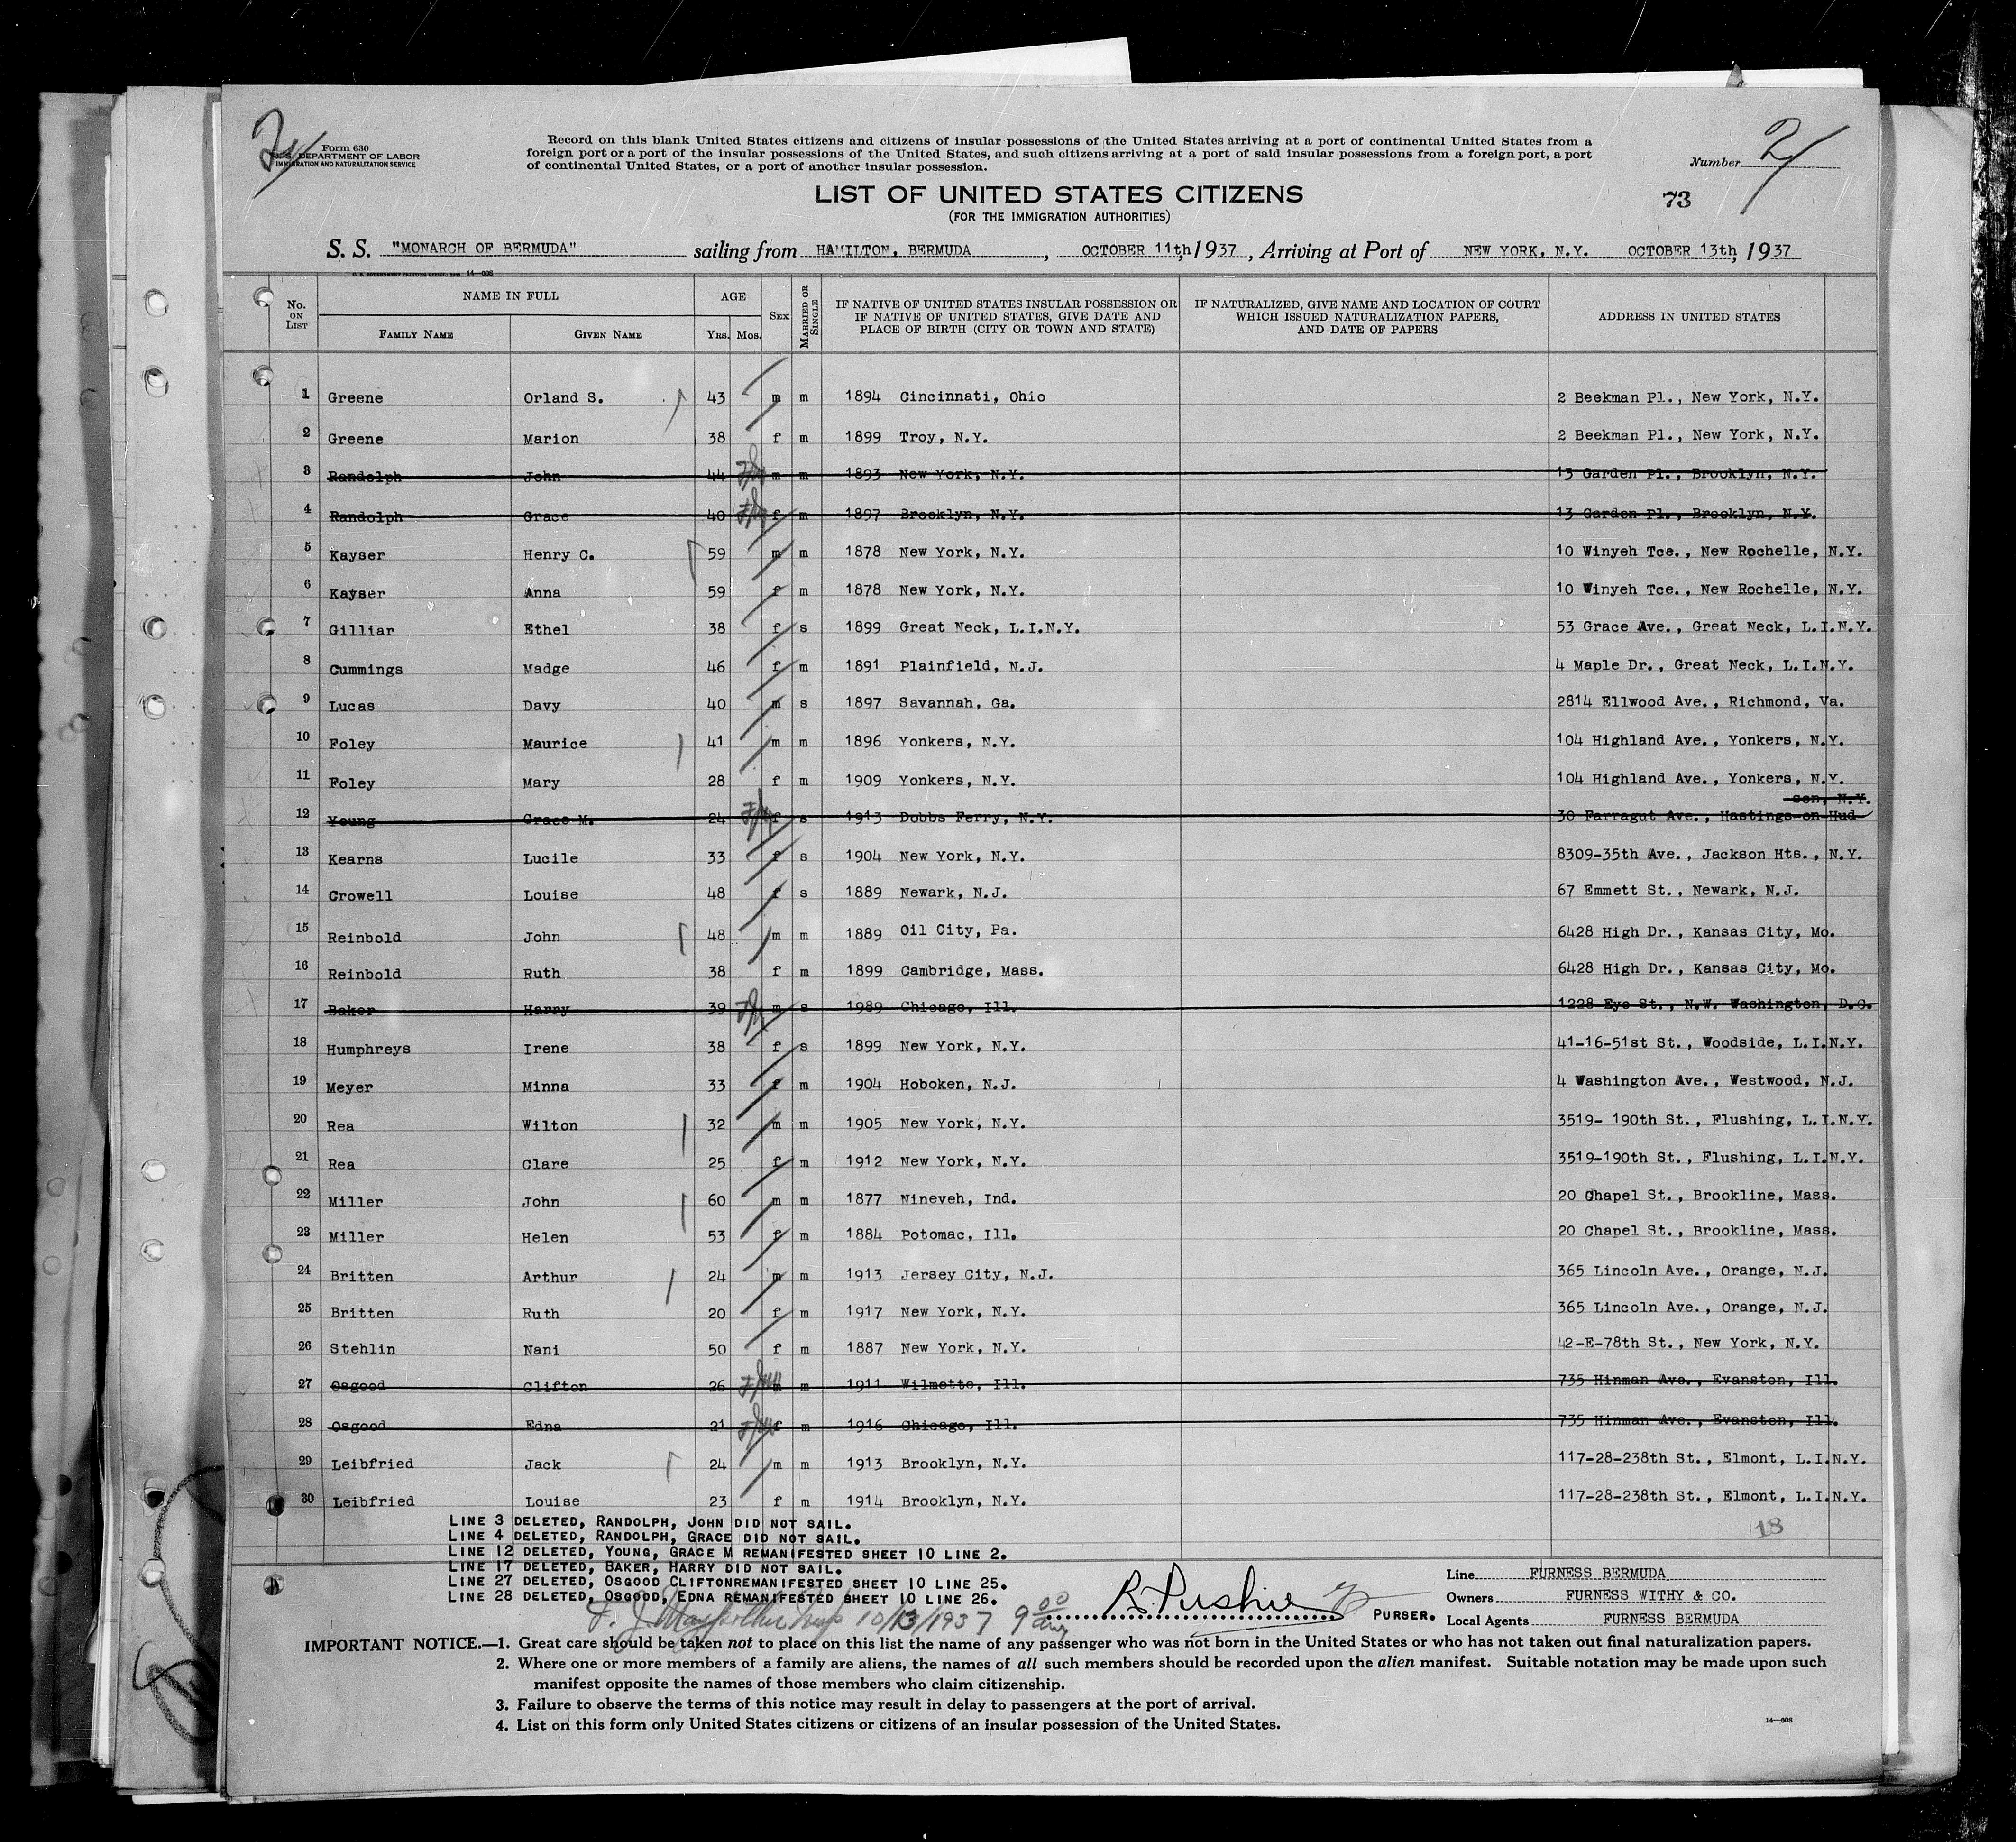 Form 630
U.S. DEPARTMENT OF LABOR
IMMIGRATION AND NATURALIZATION SERVICE
Record on this blank United States citizens and citizens of insular possessions of the United States arriving at a port of continental United States from a
foreign port or a port of the insular possessions of the United States, and such citizens arriving at a port of said insular possessions from a foreign port, a port
of continental United States, or a port of another insular possession.
Number 2
LIST OF UNITED STATES CITIZENS
(FOR THE IMMIGRATION AUTHORITIES)
73
S. S. "MONARCH OF BERMUDA" sailing from HAMILTON, BERMUDA, OCTOBER 11th, 1937, Arriving at Port of NEW YORK, N.Y. OCTOBER 13th, 1937
14—608
No. ON LIST NAME IN FULL AGE SEX MARRIED OR SINGLE IF NATIVE OF UNITED STATES INSULAR POSSESSION OR IF NATIVE OF UNITED STATES, GIVE DATE AND PLACE OF BIRTH (CITY OR TOWN AND STATE) IF NATURALIZED, GIVE NAME AND LOCATION OF COURT WHICH ISSUED NATURALIZATION PAPERS, AND DATE OF PAPERS ADDRESS IN UNITED STATES
FAMILY NAME GIVEN NAME YRS. MOS.
1 Greene Orland S. 43 m m 1894 Cincinnati, Ohio 2 Beekman Pl., New York, N.Y.
2 Greene Marion 38 f m 1899 Troy, N.Y. 2 Beekman Pl., New York, N.Y.
3 Randolph John 44 m m 1893 New York, N.Y. 13 Garden Pl., Brooklyn, N.Y.
4 Randolph Grace 40 f m 1897 Brooklyn, N.Y. 13 Garden Pl., Brooklyn, N.Y.
5 Kayser Henry C. 59 m m 1878 New York, N.Y. 10 Winyeh Tce., New Rochelle, N.Y.
6 Kayser Anna 59 f m 1878 New York, N.Y. 10 Winyeh Tce., New Rochelle, N.Y.
7 Gilliar Ethel 38 f s 1899 Great Neck, L.I.N.Y. 53 Grace Ave., Great Neck, L.I.N.Y.
8 Cummings Madge 46 f m 1891 Plainfield, N.J. 4 Maple Dr., Great Neck, L.I.N.Y.
9 Lucas Davy 40 m s 1897 Savannah, Ga. 2814 Ellwood Ave., Richmond, Va.
10 Foley Maurice 41 m m 1896 Yonkers, N.Y. 104 Highland Ave., Yonkers, N.Y.
11 Foley Mary 28 f m 1909 Yonkers, N.Y. 104 Highland Ave., Yonkers, N.Y.
12 Young Grace M. 24 f s 1913 Dobbs Ferry, N.Y. 30 Farragut Ave., Hastings-on-Hud-
son, N.Y.
13 Kearns Lucile 33 f s 1904 New York, N.Y. 8309-35th Ave., Jackson Hts., N.Y.
14 Crowell Louise 48 f s 1889 Newark, N.J. 67 Emmett St., Newark, N.J.
15 Reinbold John 48 m m 1889 Oil City, Pa. 6428 High Dr., Kansas City, Mo.
16 Reinbold Ruth 38 f m 1899 Cambridge, Mass. 6428 High Dr., Kansas City, Mo.
17 Baker Harry 39 m s 1989 Chicago, Ill. 1228 Eye St., N.W. Washington, D.C.
18 Humphreys Irene 38 f s 1899 New York, N.Y. 41-16-51st St., Woodside, L.I.N.Y.
19 Meyer Minna 33 f m 1904 Hoboken, N.J. 4 Washington Ave., Westwood, N.J.
20 Rea Wilton 32 m m 1905 New York, N.Y. 3519- 190th St., Flushing, L.I.N.Y.
21 Rea Clare 25 f m 1912 New York, N.Y. 3519-190th St., Flushing, L.I.N.Y.
22 Miller John 60 m m 1877 Nineveh, Ind. 20 Chapel St., Brookline, Mass.
23 Miller Helen 53 f m 1884 Potomac, Ill. 20 Chapel St., Brookline, Mass.
24 Britten Arthur 24 m m 1913 Jersey City, N.J. 365 Lincoln Ave., Orange, N.J.
25 Britten Ruth 20 f m 1917 New York, N.Y. 365 Lincoln Ave., Orange, N.J.
26 Stehlin Nani 50 f m 1887 New York, N.Y. 42-E-78th St., New York, N.Y.
27 Osgood Clifton 26 m m 1911 Wilmette, Ill. 735 Hinman Ave., Evanston, Ill.
28 Osgood Edna 21 f m 1916 Chicago, Ill. 735 Hinman Ave., Evanston, Ill.
29 Leibfried Jack 24 m m 1913 Brooklyn, N.Y. 117-28-238th St., Elmont, L.I.N.Y.
30 Leibfried Louise 23 f m 1914 Brooklyn, N.Y. 117-28-238th St., Elmont, L.I.N.Y.
18
LINE 3 DELETED, RANDOLPH, JOHN DID NOT SAIL.
LINE 4 DELETED, RANDOLPH, GRACE DID NOT SAIL.
LINE 12 DELETED, YOUNG, GRACE M REMANIFESTED SHEET 10 LINE 2.
LINE 17 DELETED, BAKER, HARRY DID NOT SAIL.
LINE 27 DELETED, OSGOOD CLIFTONREMANIFESTED SHEET 10 LINE 25.
LINE 28 DELETED, OSGOOD, EDNA REMANIFESTED SHEET 10 LINE 26.
10/13/1937 9 00 am
PURSER.
Line FURNESS BERMUDA
Owners FURNESS WITHY & CO.
Local Agents FURNESS BERMUDA
IMPORTANT NOTICE.—1. Great care should be taken not to place on this list the name of any passenger who was not born in the United States or who has not taken out final naturalization papers.
2. Where one or more members of a family are aliens, the names of all such members should be recorded upon the alien manifest. Suitable notation may be made upon such
manifest opposite the names of those members who claim citizenship.
3. Failure to observe the terms of this notice may result in delay to passengers at the port of arrival.
4. List on this form only United States citizens or citizens of an insular possession of the United States.
14—608